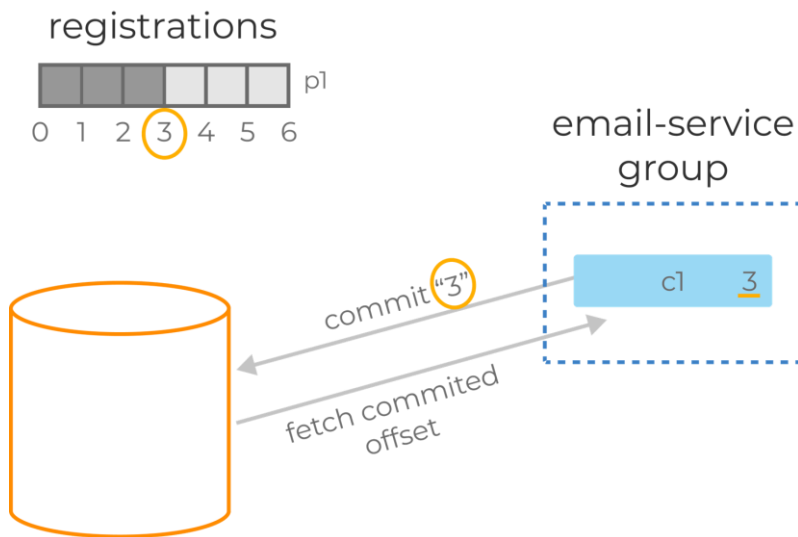 registrations
p1
0 1 2 3 4 5 6
email-service
group
c1 3
commit “3”
fetch commited
offset